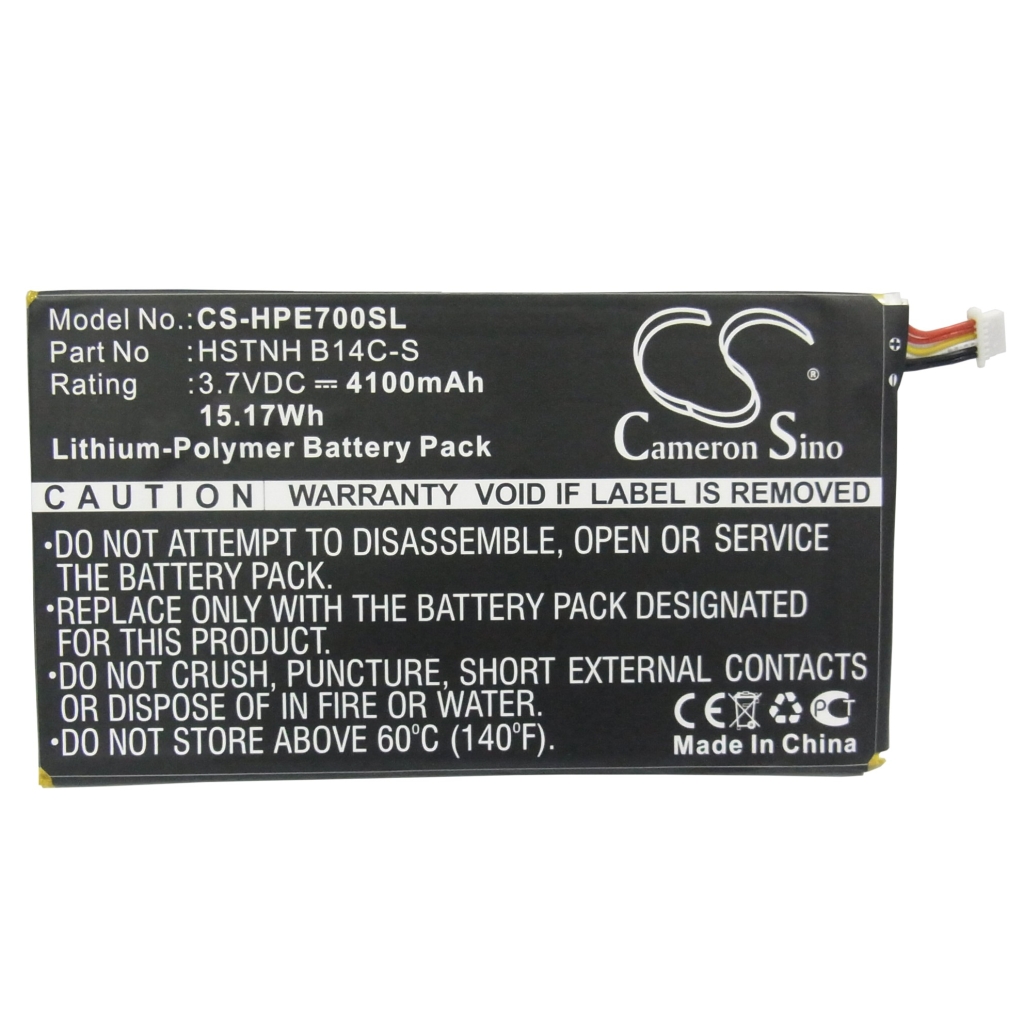 Model No.: CS-HPE700SL
Part No : HSTNH B14C-S
Rating : 3.7VDC ⎓ 4100mAh
15.17Wh
Lithium-Polymer Battery Pack
CS ®
Cameron Sino
CAUTION WARRANTY VOID IF LABEL IS REMOVED
•DO NOT ATTEMPT TO DISASSEMBLE, OPEN OR SERVICE
THE BATTERY PACK.
•REPLACE ONLY WITH THE BATTERY PACK DESIGNATED
FOR THIS PRODUCT.
•DO NOT CRUSH, PUNCTURE, SHORT EXTERNAL CONTACTS
OR DISPOSE OF IN FIRE OR WATER.
•DO NOT STORE ABOVE 60°C (140°F).
CE PCT
Made In China
+
-